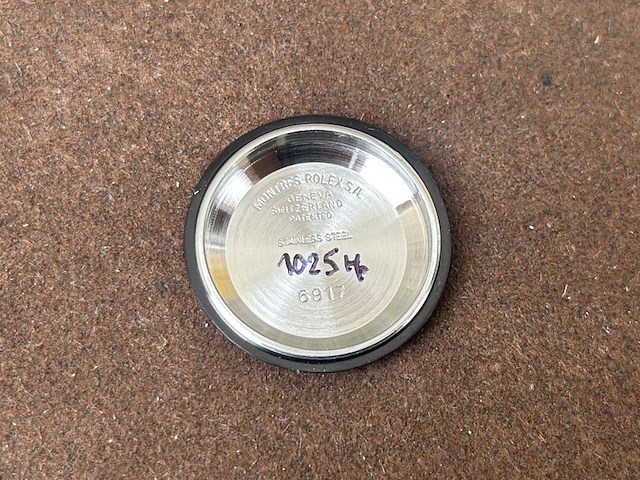 MONTRES ROLEX S.A.
GENEVA
SWITZERLAND
PATENTED
STAINLESS STEEL
1025H
6917